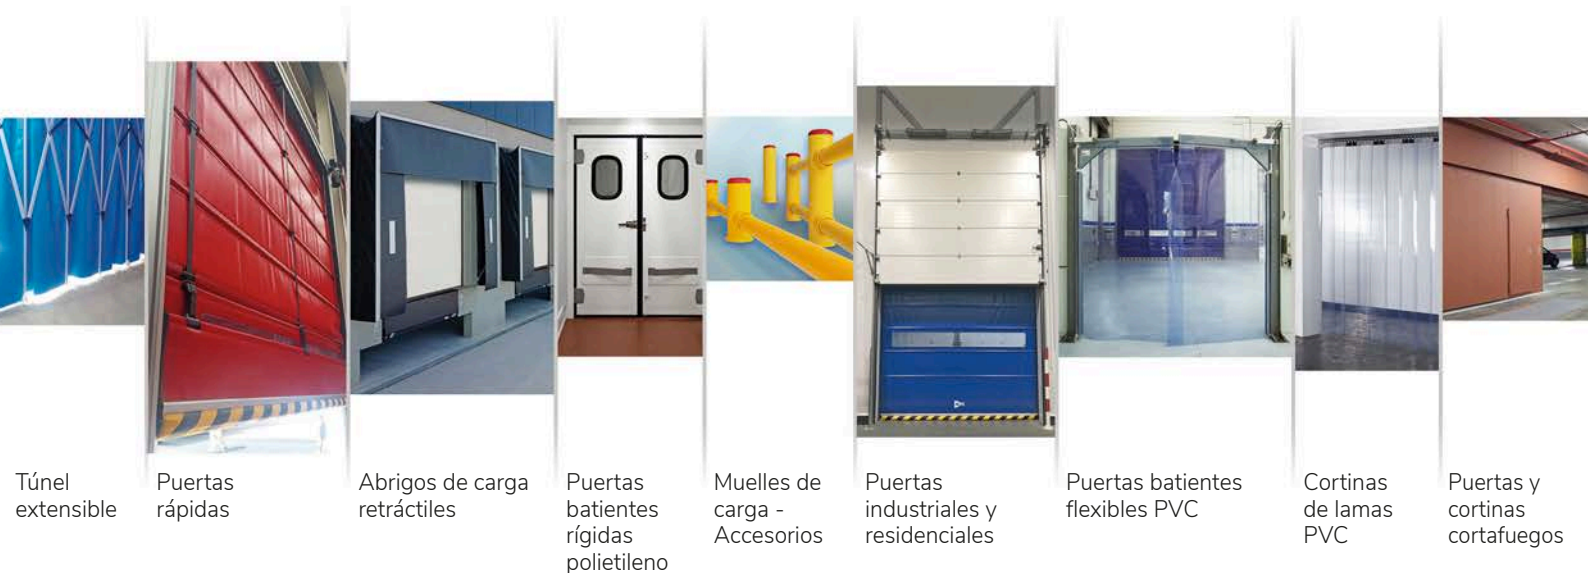 Túnel
extensible
Puertas
rápidas
Abrigos de carga
retráctiles
Puertas
batientes
rígidas
polietileno
Muelles de
carga -
Accesorios
Puertas
industriales y
residenciales
Puertas batientes
flexibles PVC
Cortinas
de lamas
PVC
Puertas y
cortinas
cortafuegos